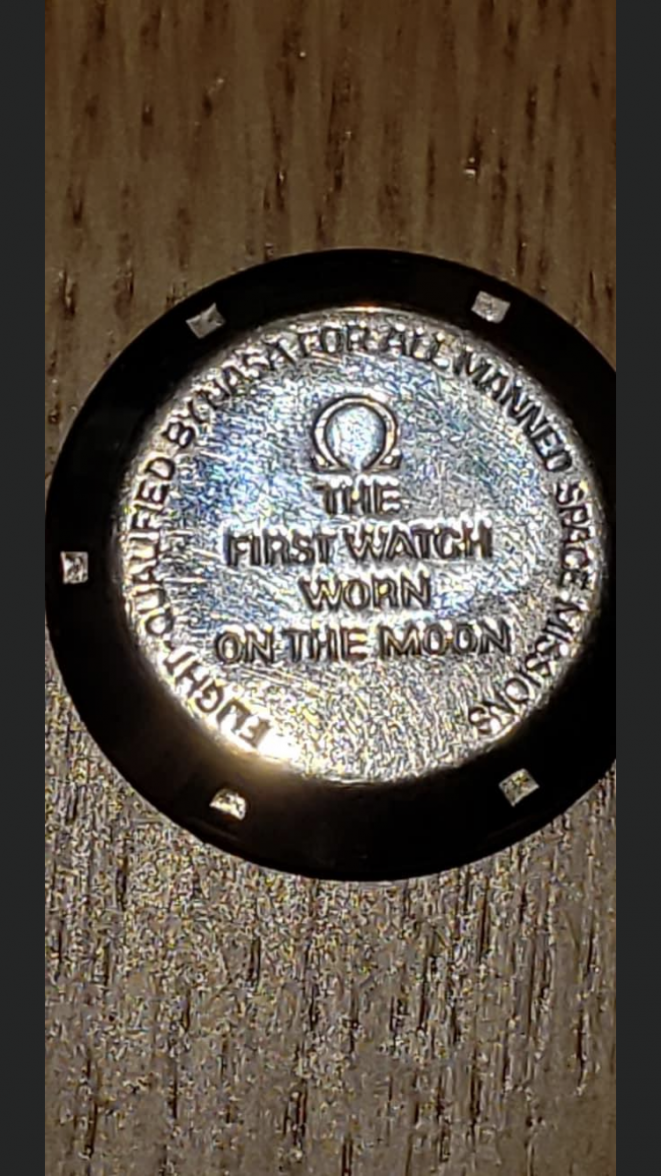 FLIGHT-QUALIFIED BY NASA FOR ALL MANNED SPACE MISSIONS
Ω
THE
FIRST WATCH
WORN
ON THE MOON